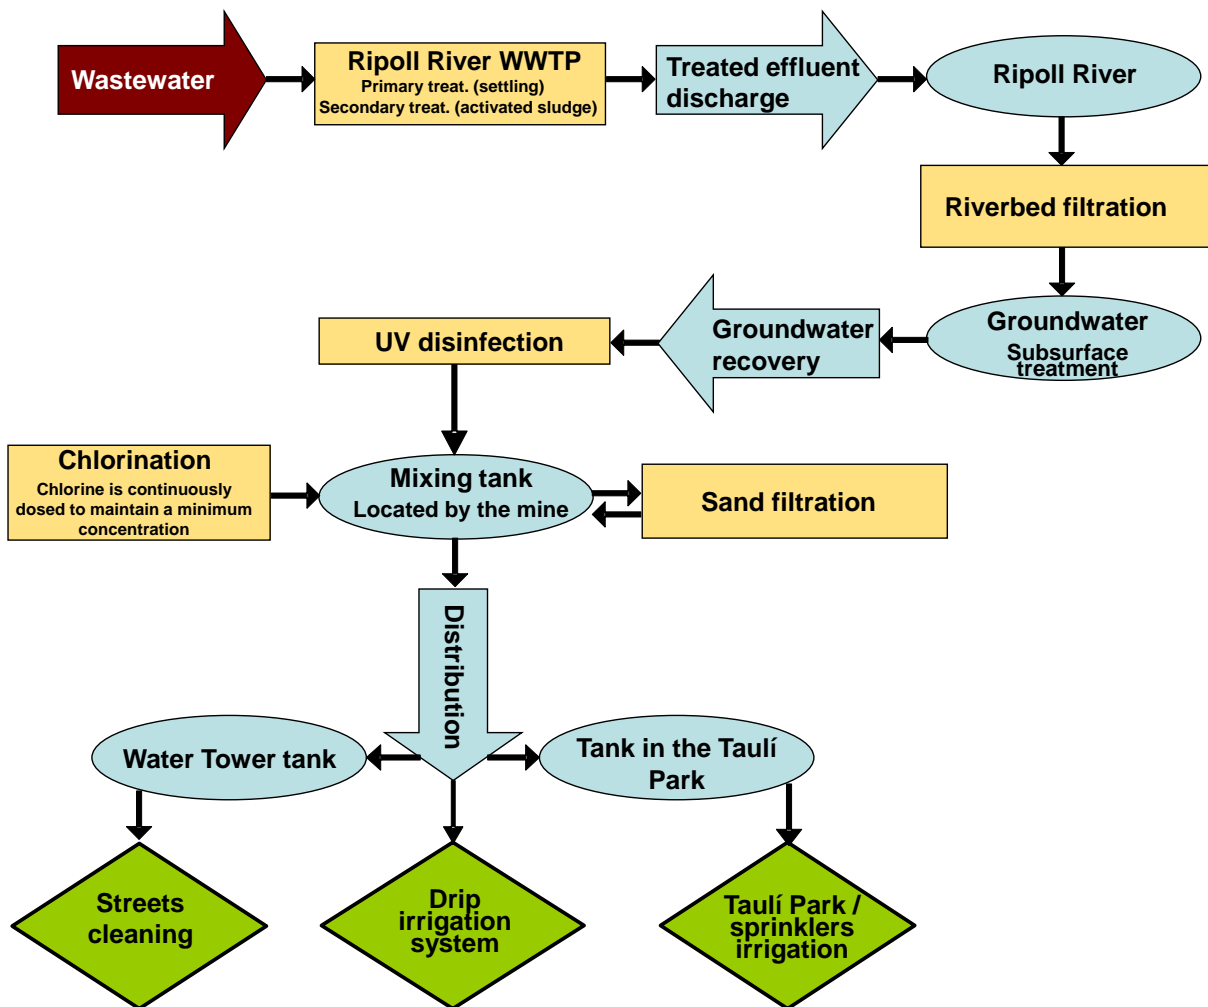 Wastewater
Ripoll River WWTP
Primary treat. (settling)
Secondary treat. (activated sludge)
Treated effluent
discharge
Ripoll River
Riverbed filtration
Groundwater
Subsurface
treatment
Groundwater
recovery
UV disinfection
Chlorination
Chlorine is continuously
dosed to maintain a minimum
concentration
Mixing tank
Located by the mine
Sand filtration
Distribution
Water Tower tank
Tank in the Taulí
Park
Streets
cleaning
Drip
irrigation
system
Taulí Park /
sprinklers
irrigation